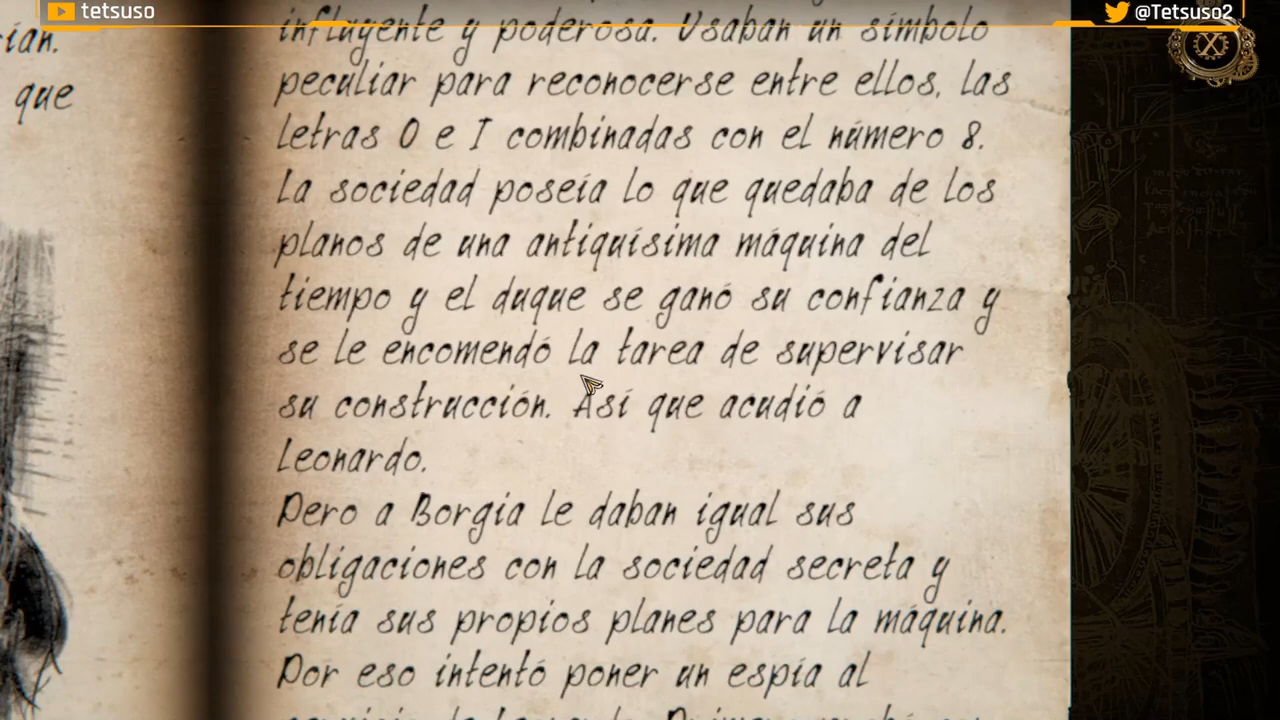 tetsuso
@Tetsuso2
rían.
que
influyente y poderosa. Usaban un símbolo
peculiar para reconocerse entre ellos, las
letras O e I combinadas con el número 8.
La sociedad poseía lo que quedaba de los
planos de una antiquísima máquina del
tiempo y el duque se ganó su confianza y
se le encomendó la tarea de supervisar
su construcción. Así que acudió a
Leonardo.
Pero a Borgia le daban igual sus
obligaciones con la sociedad secreta y
tenía sus propios planes para la máquina.
Por eso intentó poner un espía al